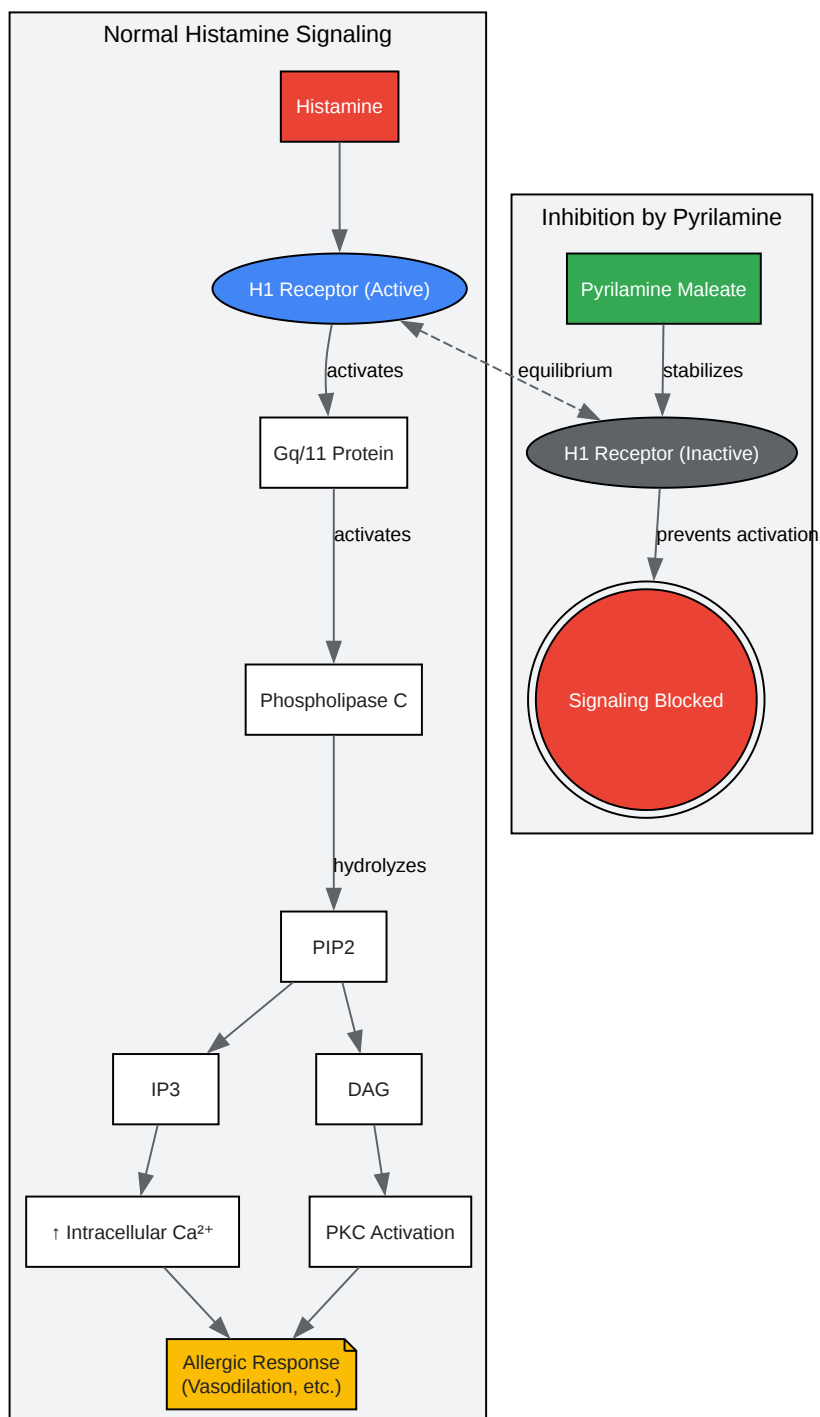 Normal Histamine Signaling
Histamine
H1 Receptor (Active)
activates
Gq/11 Protein
activates
Phospholipase C
hydrolyzes
PIP2
IP3
DAG
↑ Intracellular Ca²⁺
PKC Activation
Allergic Response
(Vasodilation, etc.)
equilibrium
Inhibition by Pyrilamine
Pyrilamine Maleate
stabilizes
H1 Receptor (Inactive)
prevents activation
Signaling Blocked